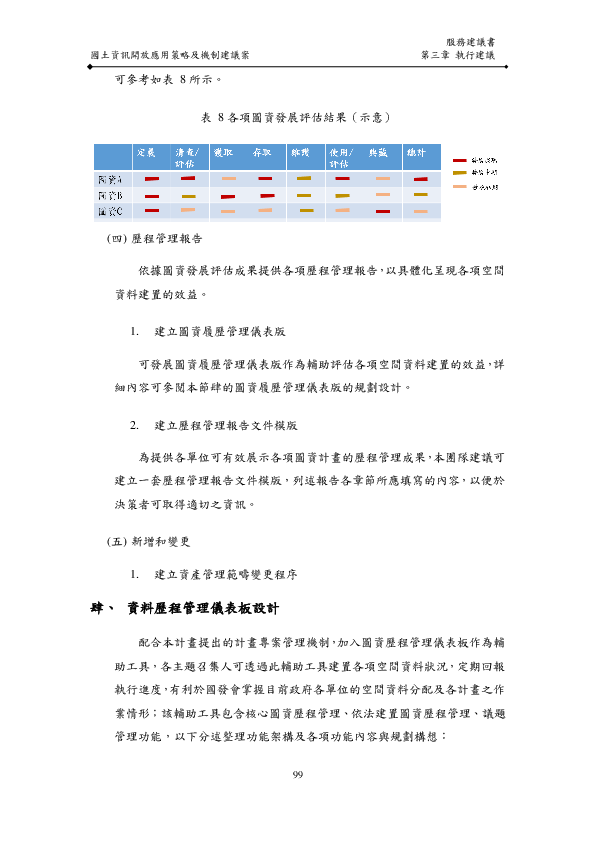 服務建議書
國土資訊開放應用策略及機制建議案
第三章 執行建議
可參考如表 8 所示。
表 8 各項圖資發展評估結果（示意）
定義 清查/評估 獲取 存取 維護 使用/評估 典藏 總計
圖資A
圖資B
圖資C
(四) 歷程管理報告
依據圖資發展評估成果提供各項歷程管理報告，以具體化呈現各項空間
資料建置的效益。
1. 建立圖資履歷管理儀表版
可發展圖資履歷管理儀表版作為輔助評估各項空間資料建置的效益，詳
細內容可參閱本節肆的圖資履歷管理儀表版的規劃設計。
2. 建立歷程管理報告文件模版
為提供各單位可有效展示各項圖資計畫的歷程管理成果，本團隊建議可
建立一套歷程管理報告文件模版，列述報告各章節所應填寫的內容，以便於
決策者可取得適切之資訊。
(五) 新增和變更
1. 建立資產管理範疇變更程序
肆、 資料歷程管理儀表板設計
配合本計畫提出的計畫專案管理機制，加入圖資歷程管理儀表板作為輔
助工具，各主題召集人可透過此輔助工具建置各項空間資料狀況，定期回報
執行進度，有利於國發會掌握目前政府各單位的空間資料分配及各計畫之作
業情形；該輔助工具包含核心圖資歷程管理、依法建置圖資歷程管理、議題
管理功能，以下分述整理功能架構及各項功能內容與規劃構想：
99